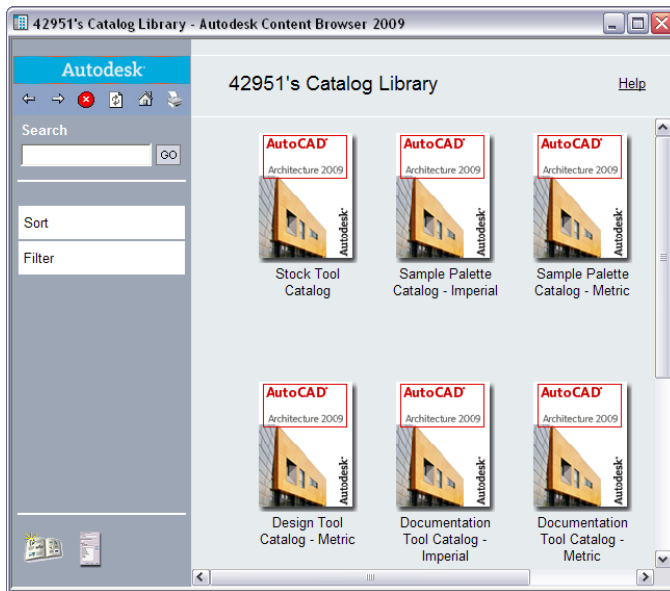 42951's Catalog Library - Autodesk Content Browser 2009
Autodesk
Search
GO
Sort
Filter
42951's Catalog Library
Help
AutoCAD
Architecture 2009
Autodesk
Stock Tool
Catalog
AutoCAD
Architecture 2009
Autodesk
Sample Palette
Catalog - Imperial
AutoCAD
Architecture 2009
Autodesk
Sample Palette
Catalog - Metric
AutoCAD
Architecture 2009
Autodesk
Design Tool
Catalog - Metric
AutoCAD
Architecture 2009
Autodesk
Documentation
Tool Catalog -
Imperial
AutoCAD
Architecture 2009
Autodesk
Documentation
Tool Catalog -
Metric